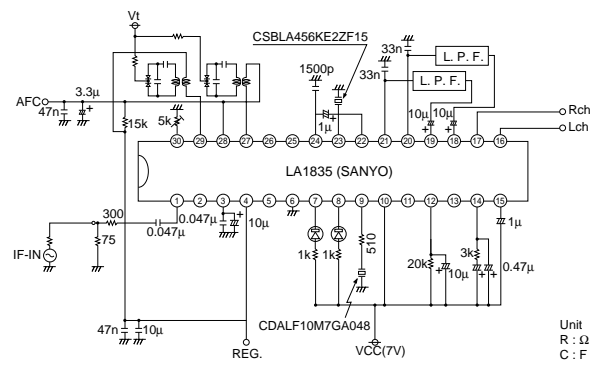 Vt
CSBLA456KE2ZF15
33n
L. P. F.
1500p
33n
L. P. F.
AFC
3.3μ
+
47n
15k
5k
1μ
+
10μ
+
10μ
+
Rch
Lch
30 29 28 27 26 25 24 23 22 21 20 19 18 17 16
LA1835 (SANYO)
1 2 3 4 5 6 7 8 9 10 11 12 13 14 15
300
0.047μ
0.047μ
+
10μ
510
1μ
IF-IN
75
1k
1k
20k
+
10μ
3k
+
+
0.47μ
CDALF10M7GA048
47n
10μ
REG.
VCC(7V)
Unit
R : Ω
C : F